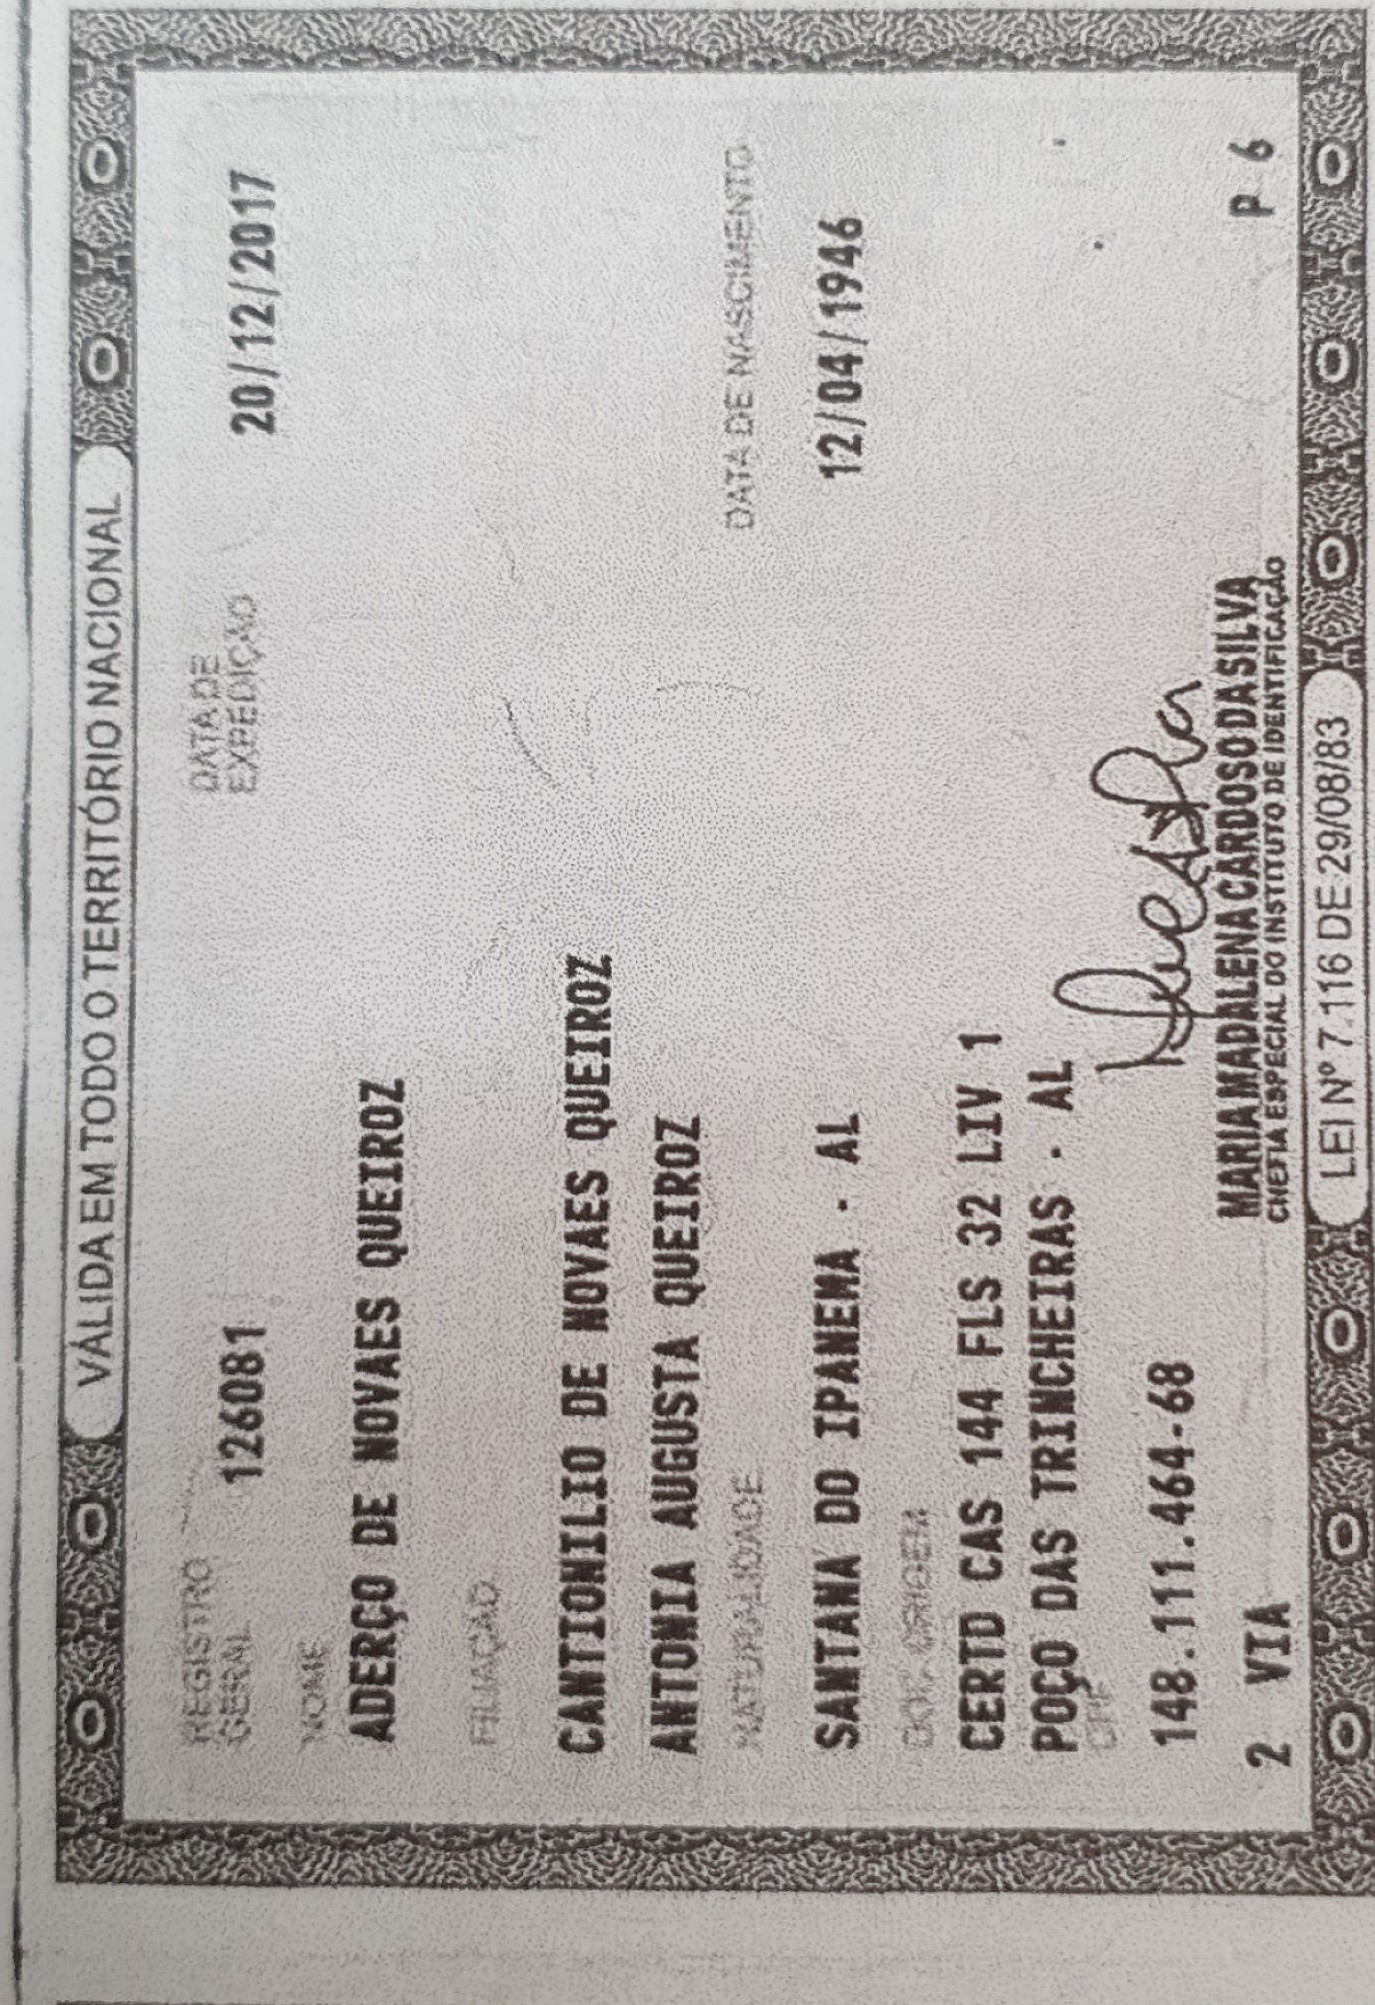 VÁLIDA EM TODO O TERRITÓRIO NACIONAL
REGISTRO GERAL 126081 DATA DE EXPEDIÇÃO 20/12/2017
NOME
ADERÇO DE NOVAES QUEIROZ
FILIAÇÃO
CANTIONILIO DE NOVAES QUEIROZ
ANTONIA AUGUSTA QUEIROZ
NATURALIDADE DATA DE NASCIMENTO
SANTANA DO IPANEMA - AL 12/04/1946
DOC. ORIGEM
CERTD CAS 144 FLS 32 LIV 1
POÇO DAS TRINCHEIRAS - AL
CPF
148.111.464-68
MARIA MADALENA CARDOSO DA SILVA
2 VIA P 6
CHEFIA ESPECIAL DO INSTITUTO DE IDENTIFICAÇÃO
LEI Nº 7.116 DE 29/08/83